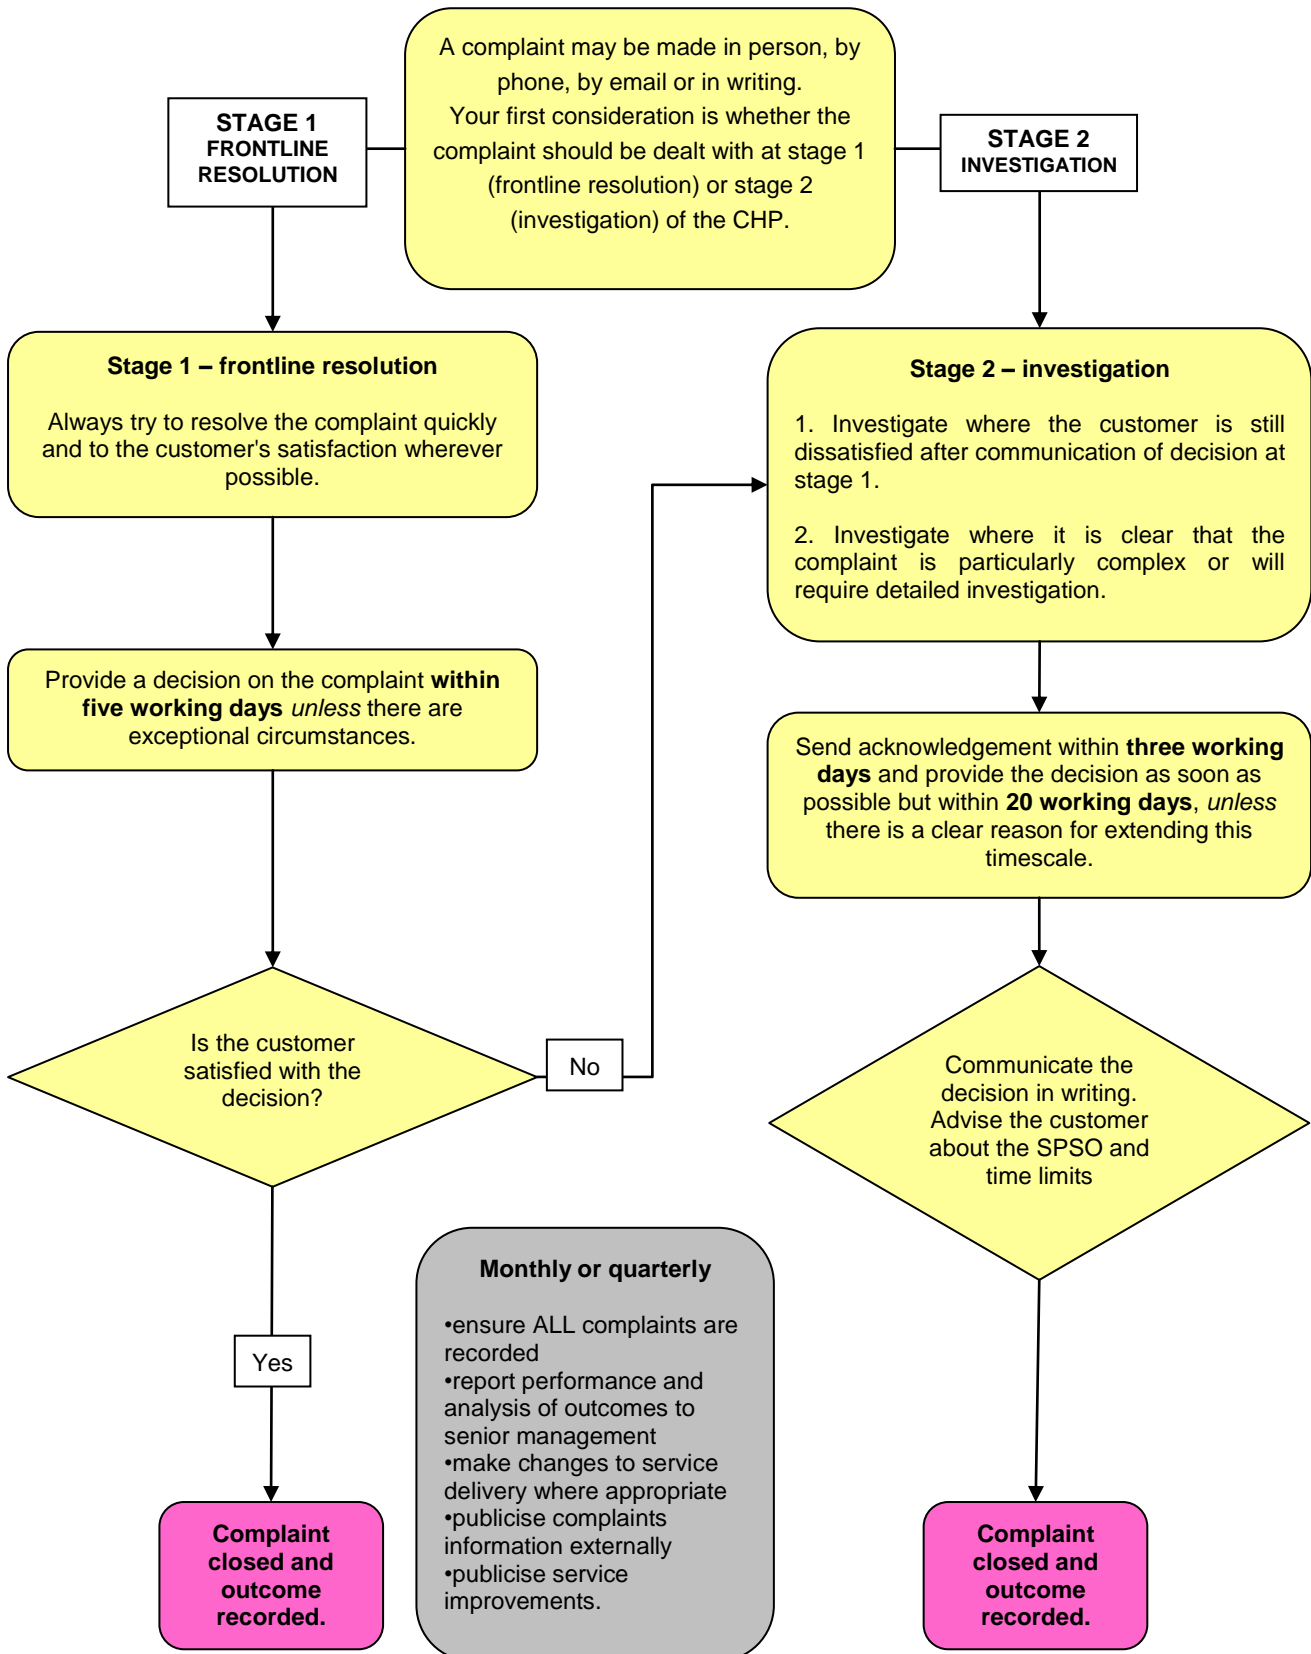 A complaint may be made in person, by
phone, by email or in writing.
Your first consideration is whether the
complaint should be dealt with at stage 1
(frontline resolution) or stage 2
(investigation) of the CHP.
STAGE 1
FRONTLINE
RESOLUTION
STAGE 2
INVESTIGATION
Stage 1 – frontline resolution
Always try to resolve the complaint quickly
and to the customer's satisfaction wherever
possible.
Provide a decision on the complaint within
five working days unless there are
exceptional circumstances.
Is the customer
satisfied with the
decision?
No
Yes
Complaint
closed and
outcome
recorded.
Stage 2 – investigation
1. Investigate where the customer is still
dissatisfied after communication of decision at
stage 1.
2. Investigate where it is clear that the
complaint is particularly complex or will
require detailed investigation.
Send acknowledgement within three working
days and provide the decision as soon as
possible but within 20 working days, unless
there is a clear reason for extending this
timescale.
Communicate the
decision in writing.
Advise the customer
about the SPSO and
time limits
Complaint
closed and
outcome
recorded.
Monthly or quarterly
•ensure ALL complaints are
recorded
•report performance and
analysis of outcomes to
senior management
•make changes to service
delivery where appropriate
•publicise complaints
information externally
•publicise service
improvements.